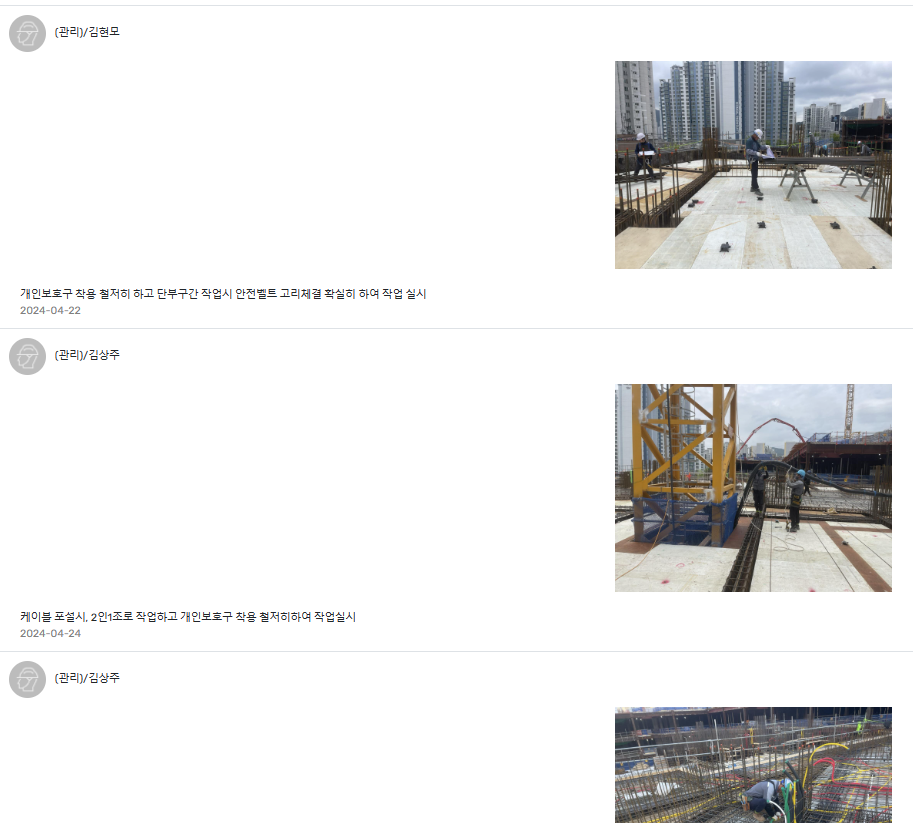 (관리)/김현모
개인보호구 착용 철저히 하고 단부구간 작업시 안전벨트 고리체결 확실히 하여 작업 실시
2024-04-22
(관리)/김상주
케이블 포설시, 2인1조로 작업하고 개인보호구 착용 철저히하여 작업실시
2024-04-24
(관리)/김상주